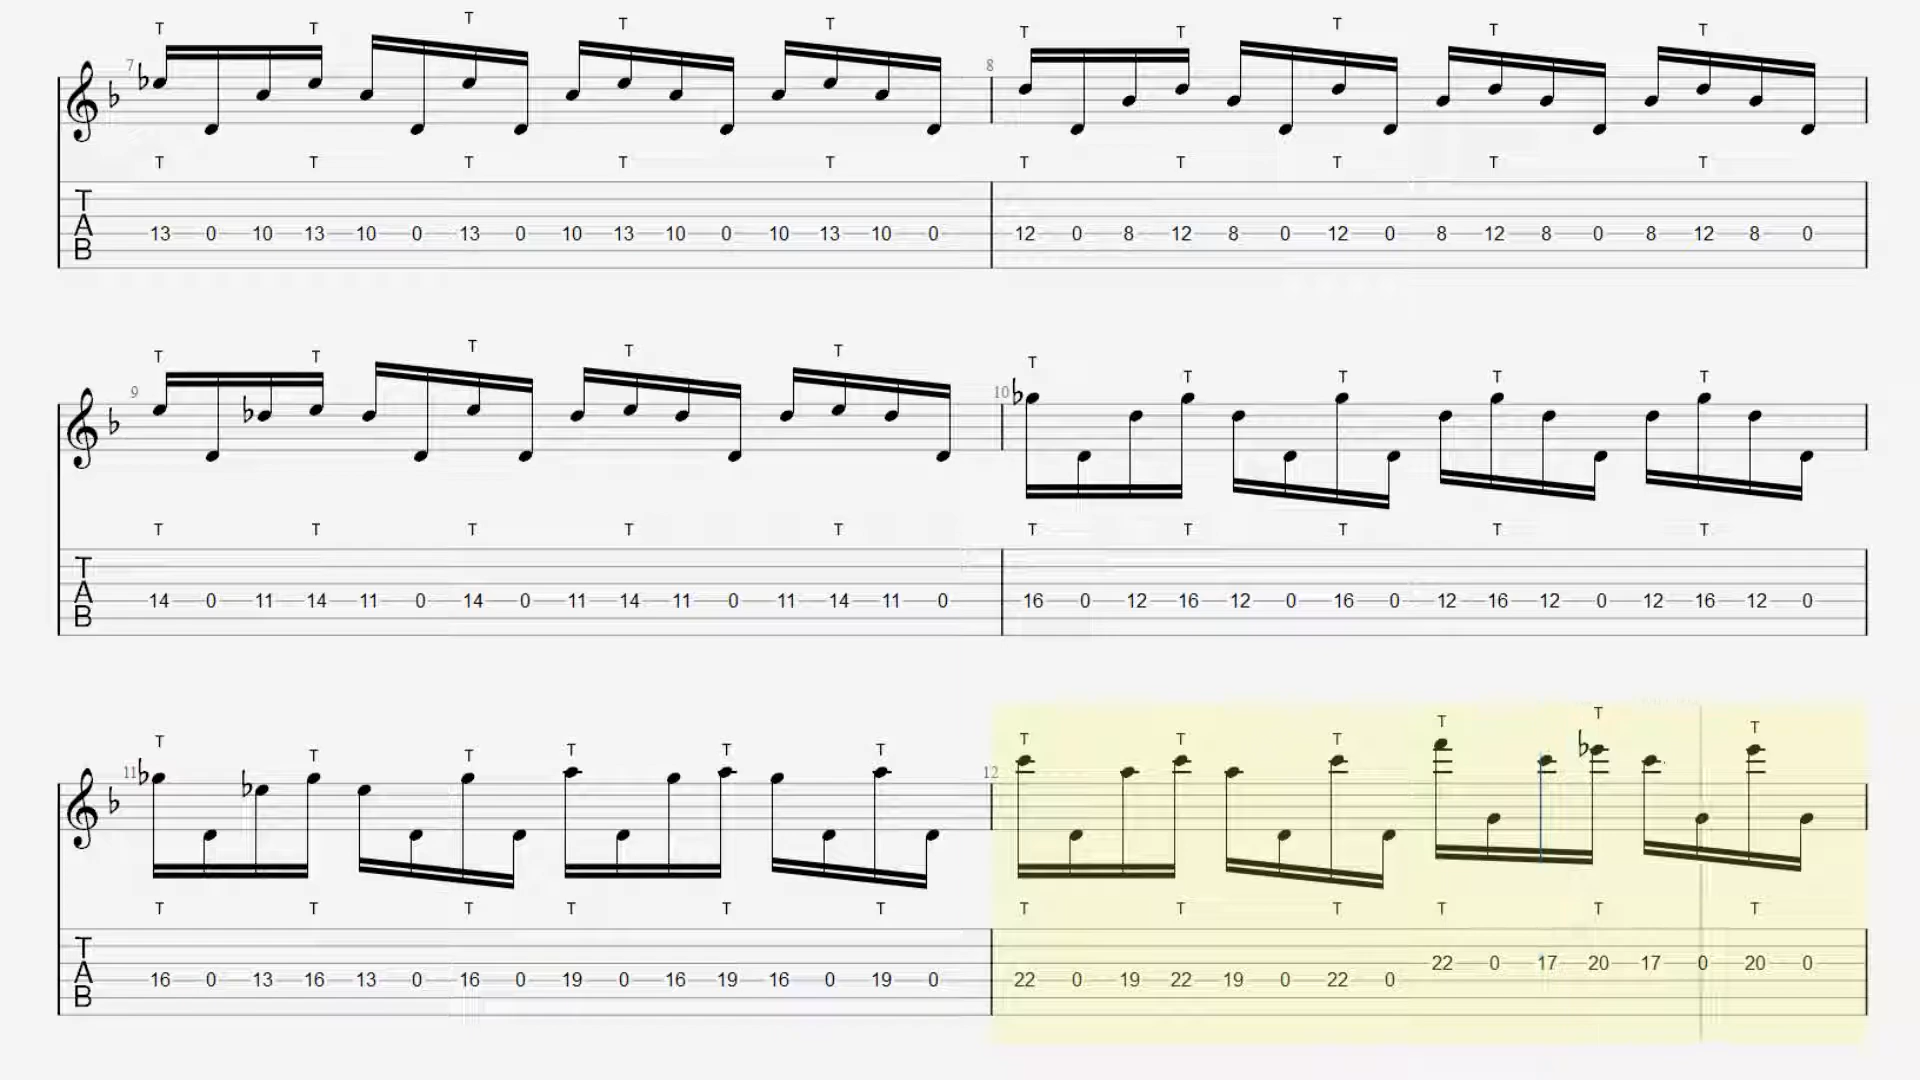 T T T T T T T T T T
7 8
T T T T T T T T T T
T A B
13 0 10 13 10 0 13 0 10 13 10 0 10 13 10 0 12 0 8 12 8 0 12 0 8 12 8 0 8 12 8 0
T T T T T T T T T T
9 10
T T T T T T T T T T
T A B
14 0 11 14 11 0 14 0 11 14 11 0 11 14 11 0 16 0 12 16 12 0 16 0 12 16 12 0 12 16 12 0
T T T T T T T T T T T T
11 12
T T T T T T T T T T T T
T A B
22 0 17 20 17 0 20 0
16 0 13 16 13 0 16 0 19 0 16 19 16 0 19 0 22 0 19 22 19 0 22 0